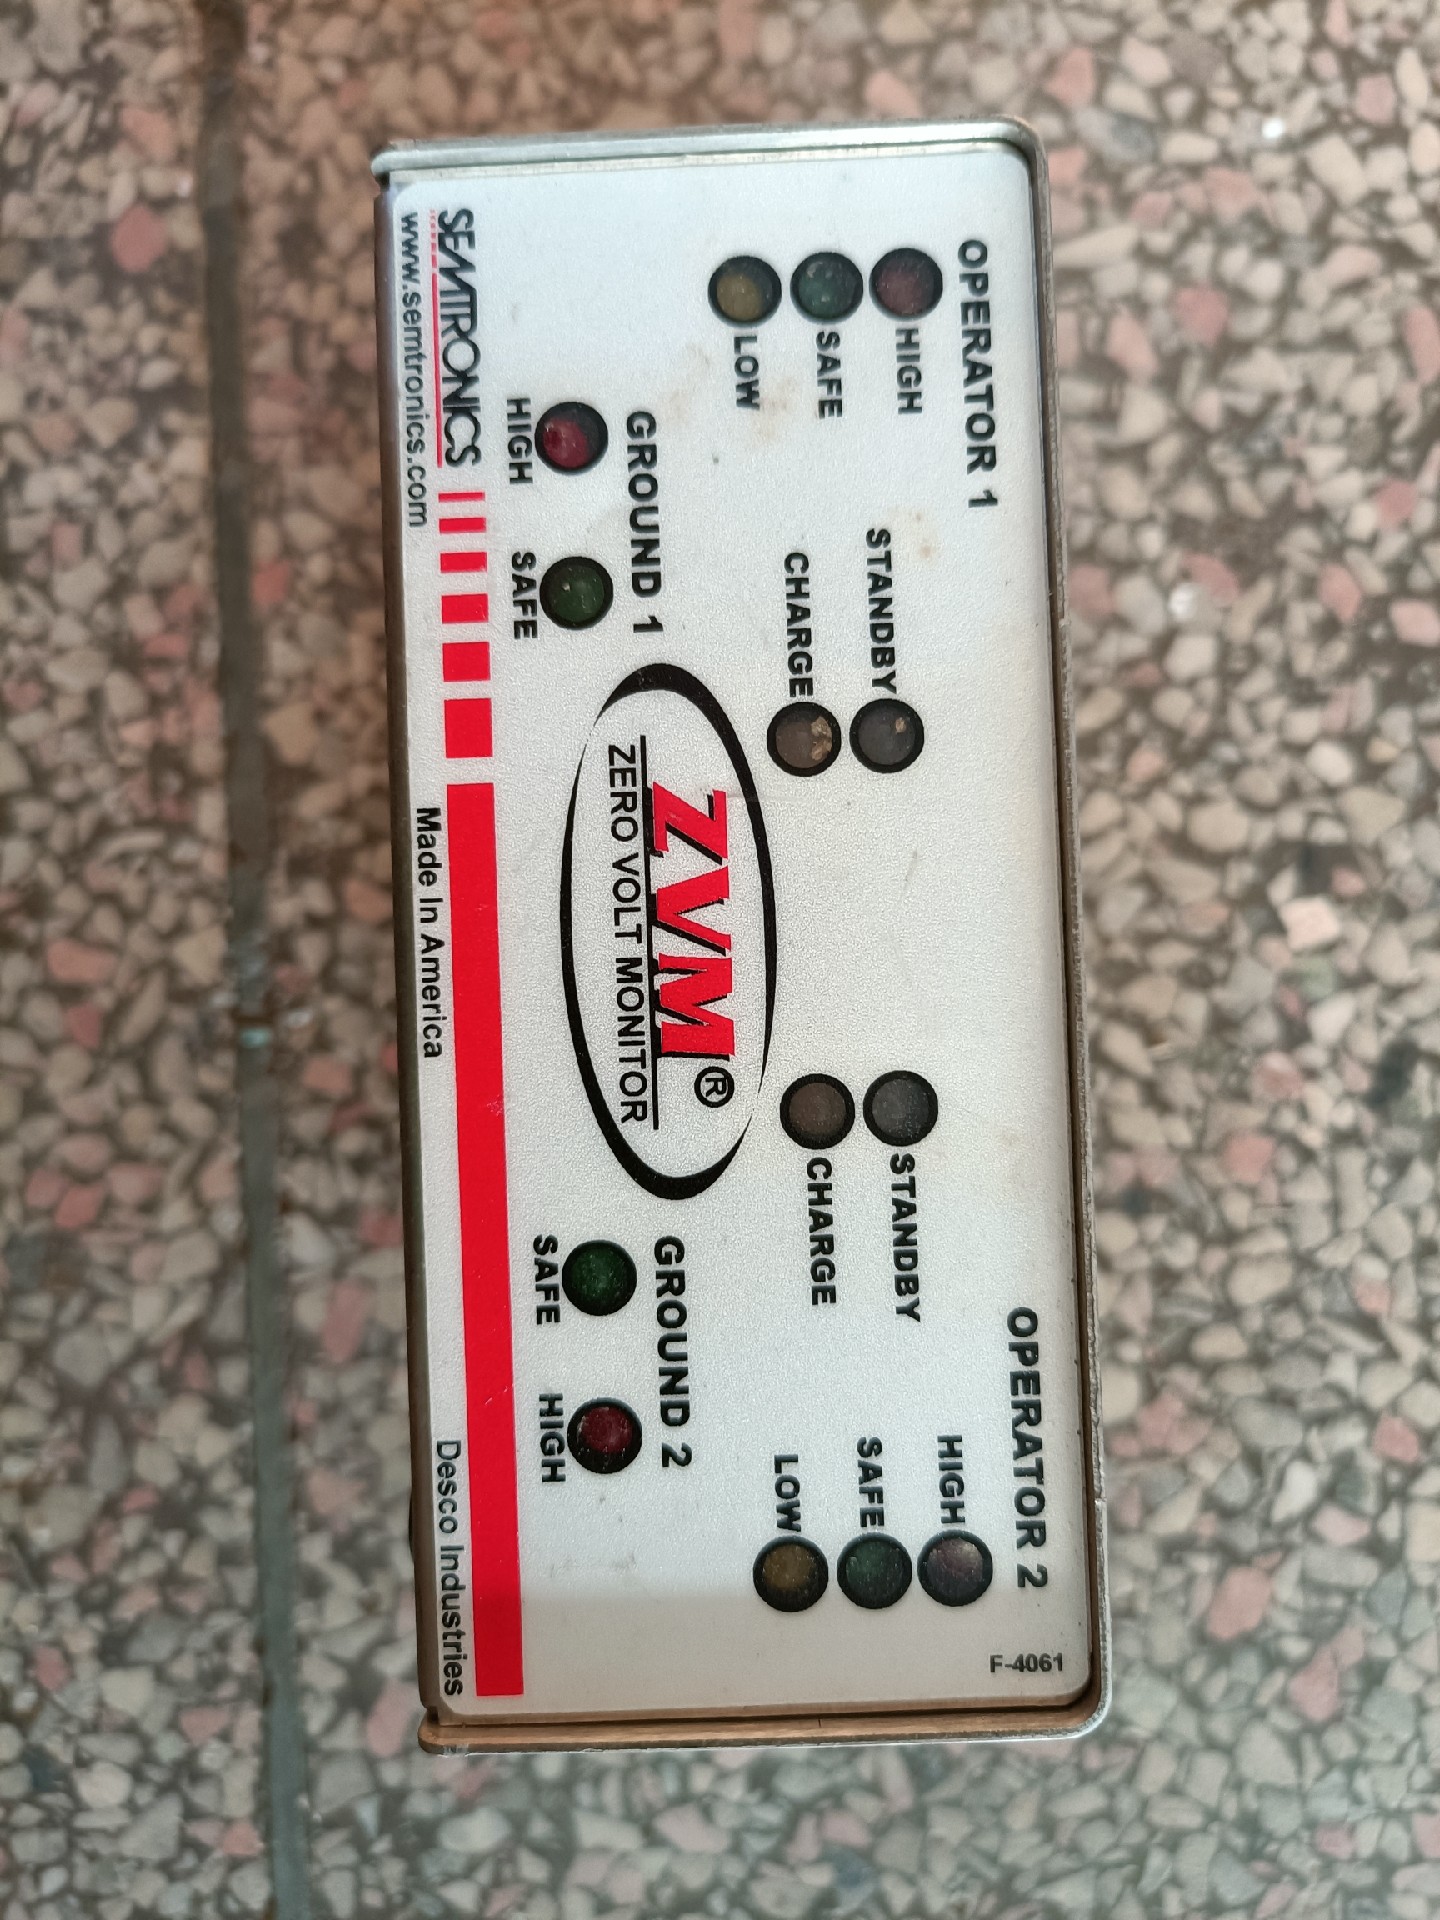 OPERATOR 1
OPERATOR 2
F-4061
HIGH
SAFE
LOW
STANDBY
CHARGE
STANDBY
CHARGE
HIGH
SAFE
LOW
GROUND 1
HIGH
SAFE
ZVM®
ZERO VOLT MONITOR
GROUND 2
SAFE
HIGH
SEMTRONICS
www.semtronics.com
Made In America
Desco Industries